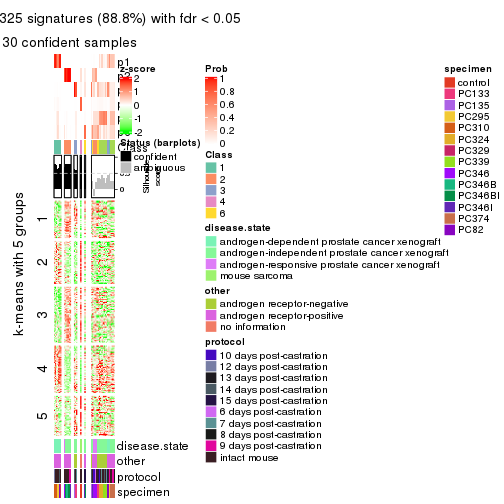 325 signatures (88.8%) with fdr < 0.05
30 confident samples
p1
z-score
2
1
0
-1
-2
Class
Status (barplots)
confident
ambiguous
0
Silhouette
score
k-means with 5 groups
1
2
3
4
5
disease.state
other
protocol
specimen
Prob
1
0.8
0.6
0.4
0.2
0
Class
1
2
3
4
6
disease.state
androgen-dependent prostate cancer xenograft
androgen-independent prostate cancer xenograft
androgen-responsive prostate cancer xenograft
mouse sarcoma
other
androgen receptor-negative
androgen receptor-positive
no information
protocol
10 days post-castration
12 days post-castration
13 days post-castration
14 days post-castration
15 days post-castration
6 days post-castration
7 days post-castration
8 days post-castration
9 days post-castration
intact mouse
specimen
control
PC133
PC135
PC295
PC310
PC324
PC329
PC339
PC346
PC346B
PC346BI
PC346I
PC374
PC82